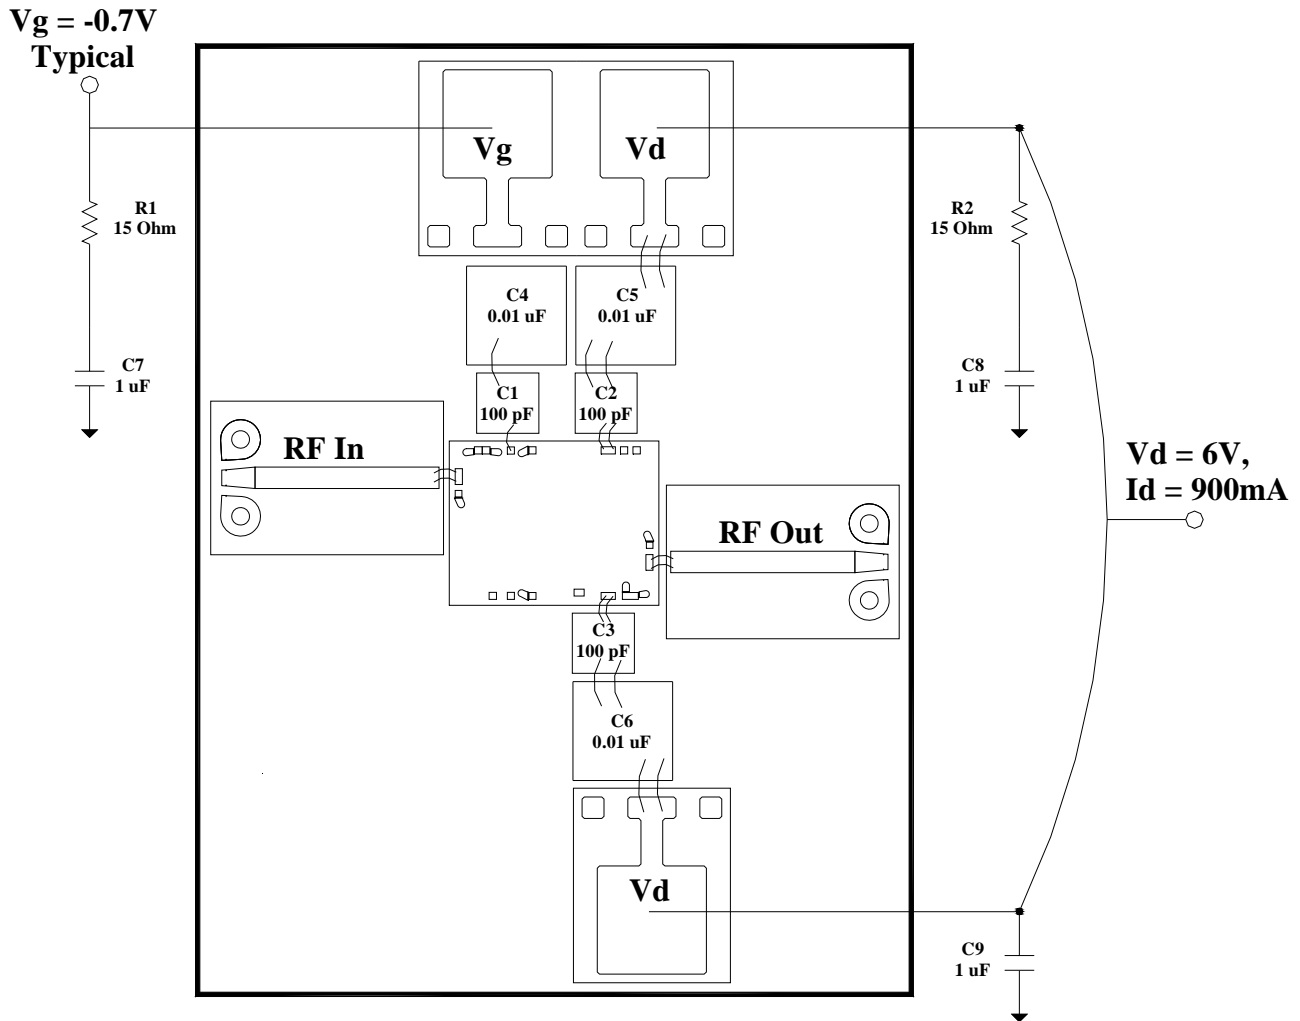 Vg = -0.7V
Typical
Vg
Vd
R1
15 Ohm
R2
15 Ohm
C4
0.01 uF
C5
0.01 uF
C7
1 uF
C8
1 uF
C1
100 pF
C2
100 pF
RF In
Vd = 6V,
Id = 900mA
RF Out
C3
100 pF
C6
0.01 uF
Vd
C9
1 uF